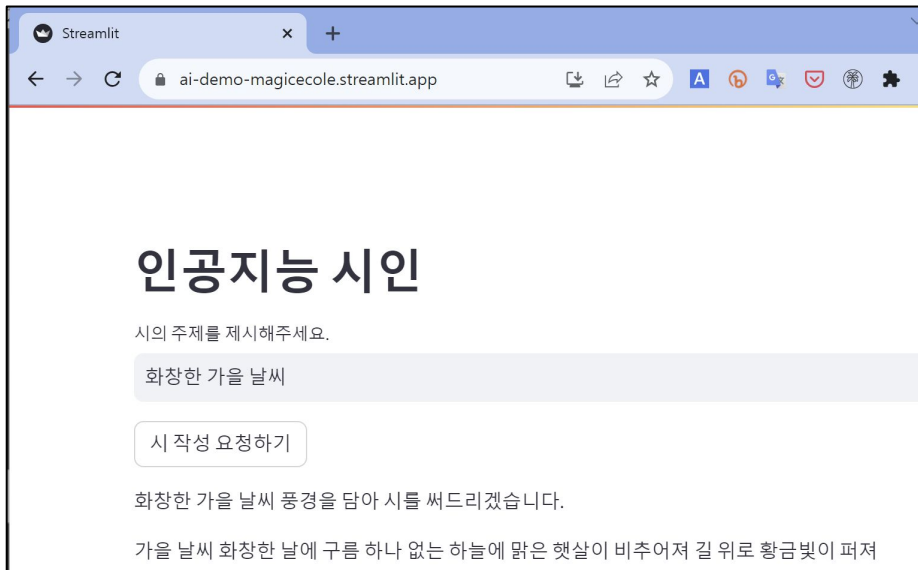 Streamlit
ai-demo-magicecole.streamlit.app
인공지능 시인
시의 주제를 제시해주세요.
화창한 가을 날씨
시 작성 요청하기
화창한 가을 날씨 풍경을 담아 시를 써드리겠습니다.
가을 날씨 화창한 날에 구름 하나 없는 하늘에 맑은 햇살이 비추어져 길 위로 황금빛이 퍼져